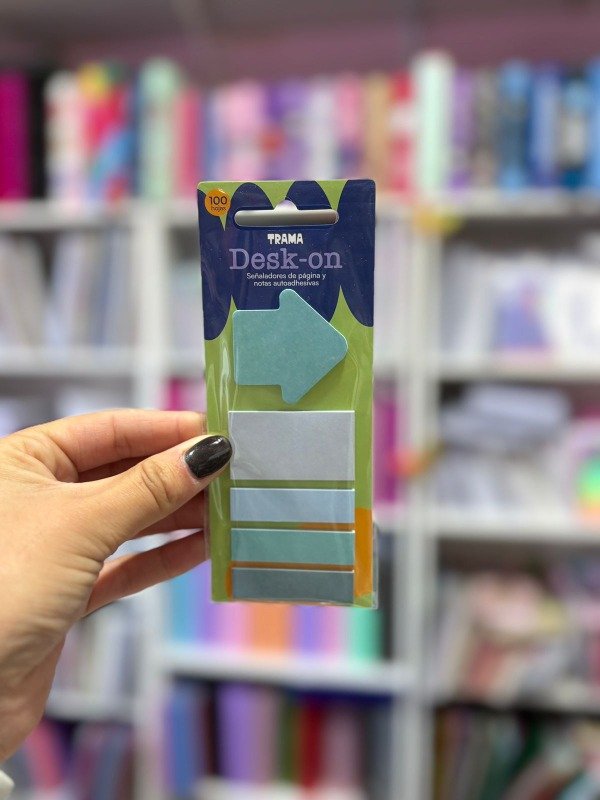 100
hojas
TRAMA
Desk-on
Señaladores de página y
notas autoadhesivas